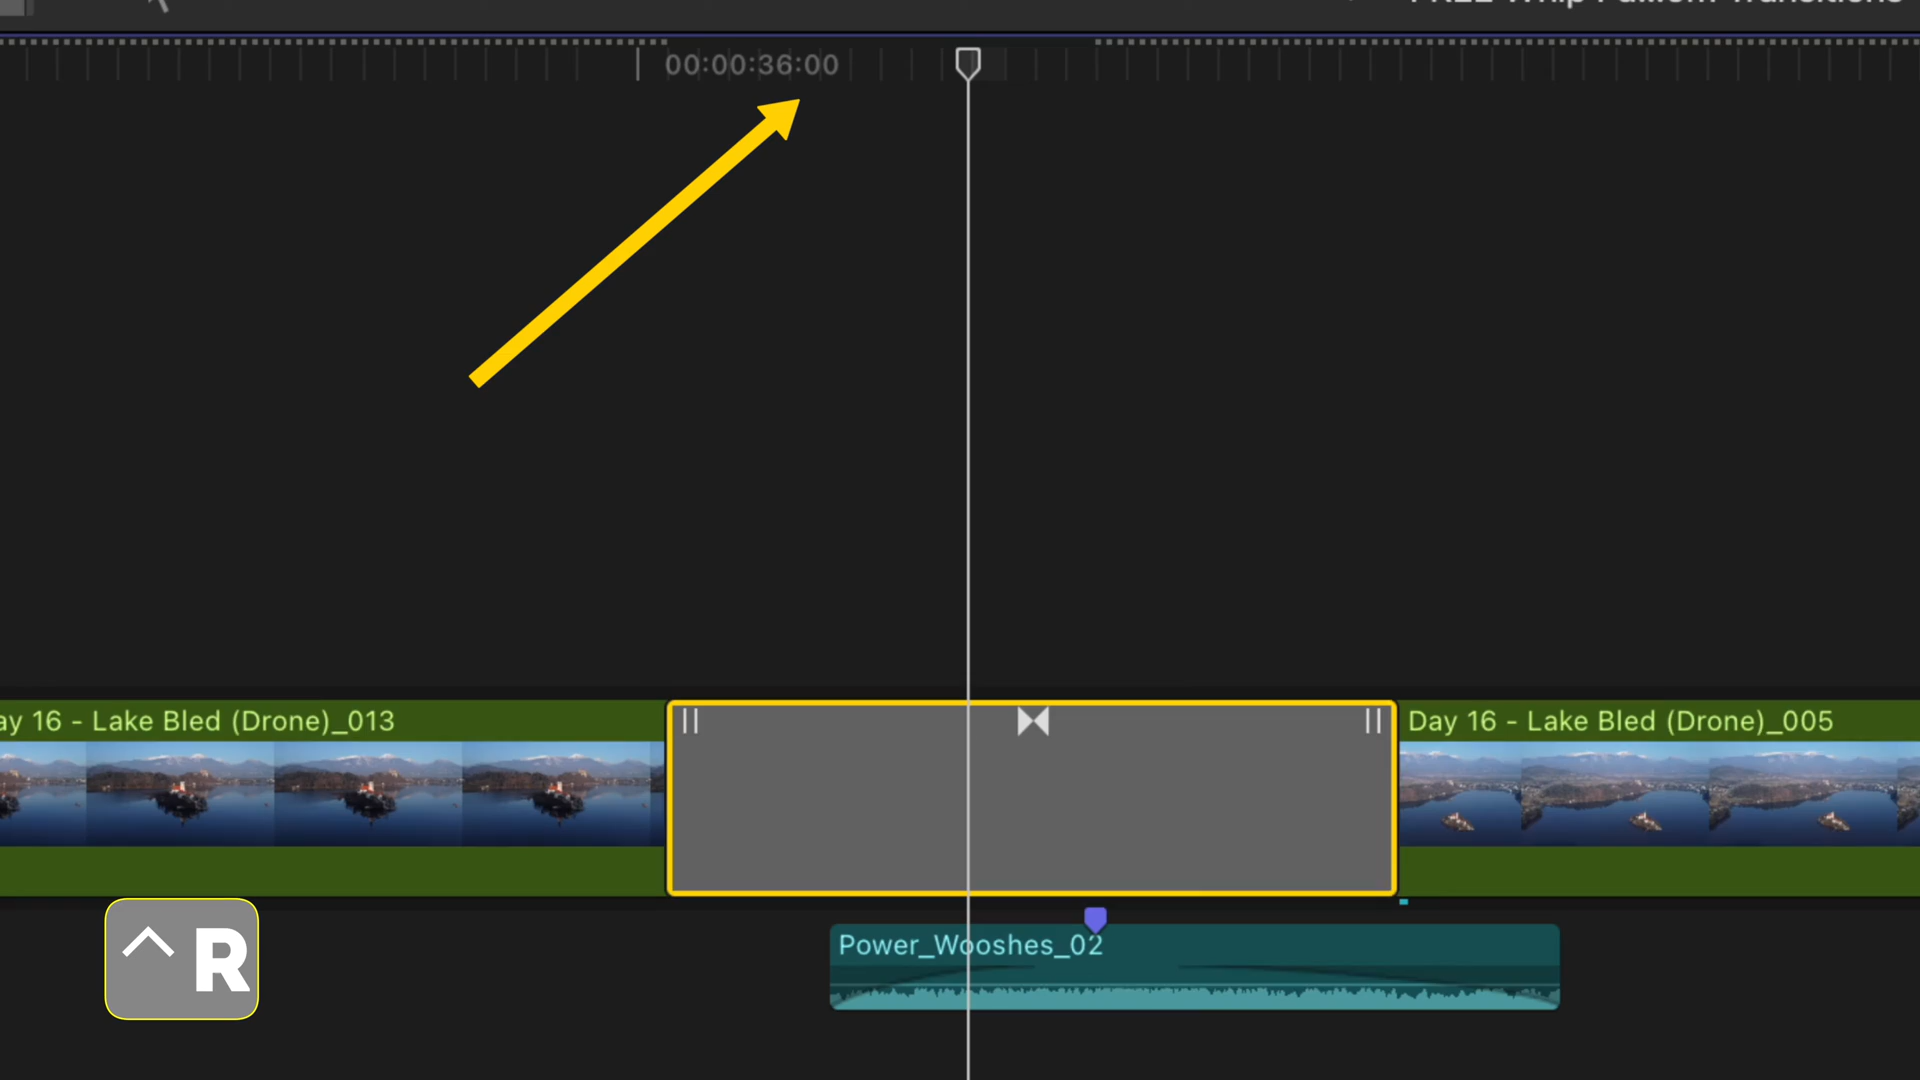 00:00:36:00
ay 16 - Lake Bled (Drone)_013
Day 16 - Lake Bled (Drone)_005
Power_Wooshes_02
^ R